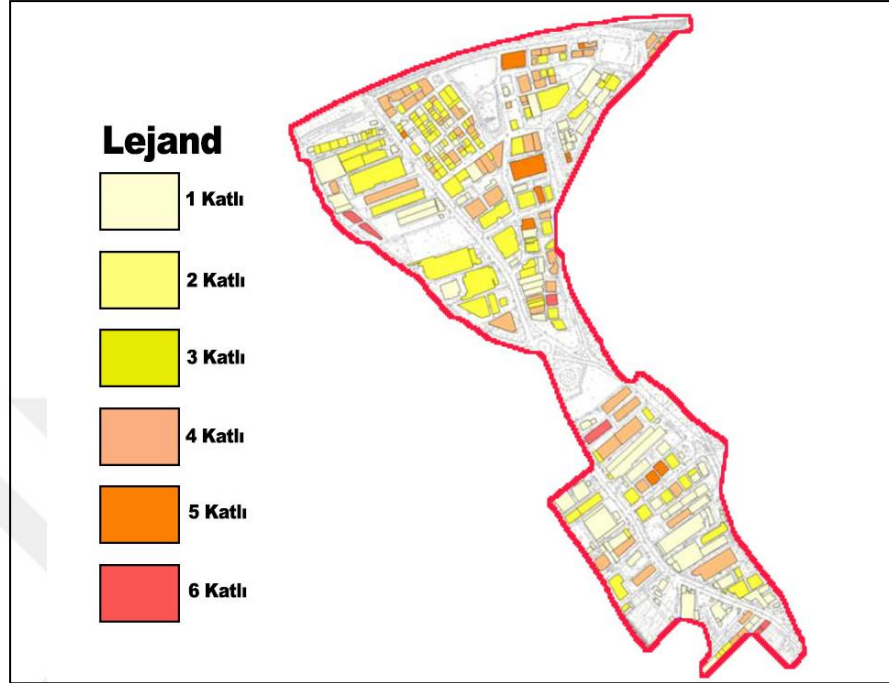 Lejand
1 Katlı
2 Katlı
3 Katlı
4 Katlı
5 Katlı
6 Katlı